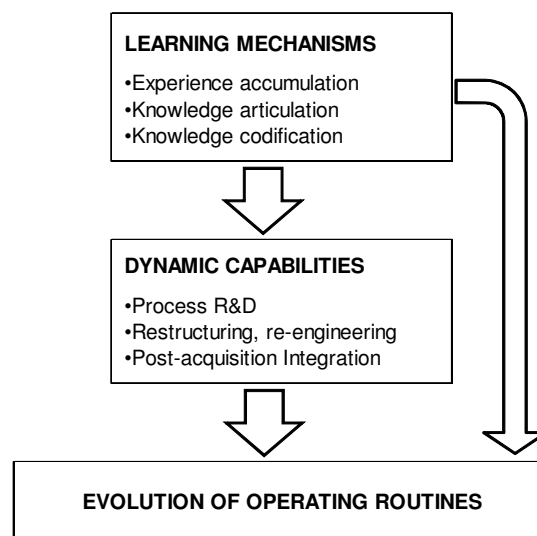 LEARNING MECHANISMS
•Experience accumulation
•Knowledge articulation
•Knowledge codification
DYNAMIC CAPABILITIES
•Process R&D
•Restructuring, re-engineering
•Post-acquisition Integration
EVOLUTION OF OPERATING ROUTINES